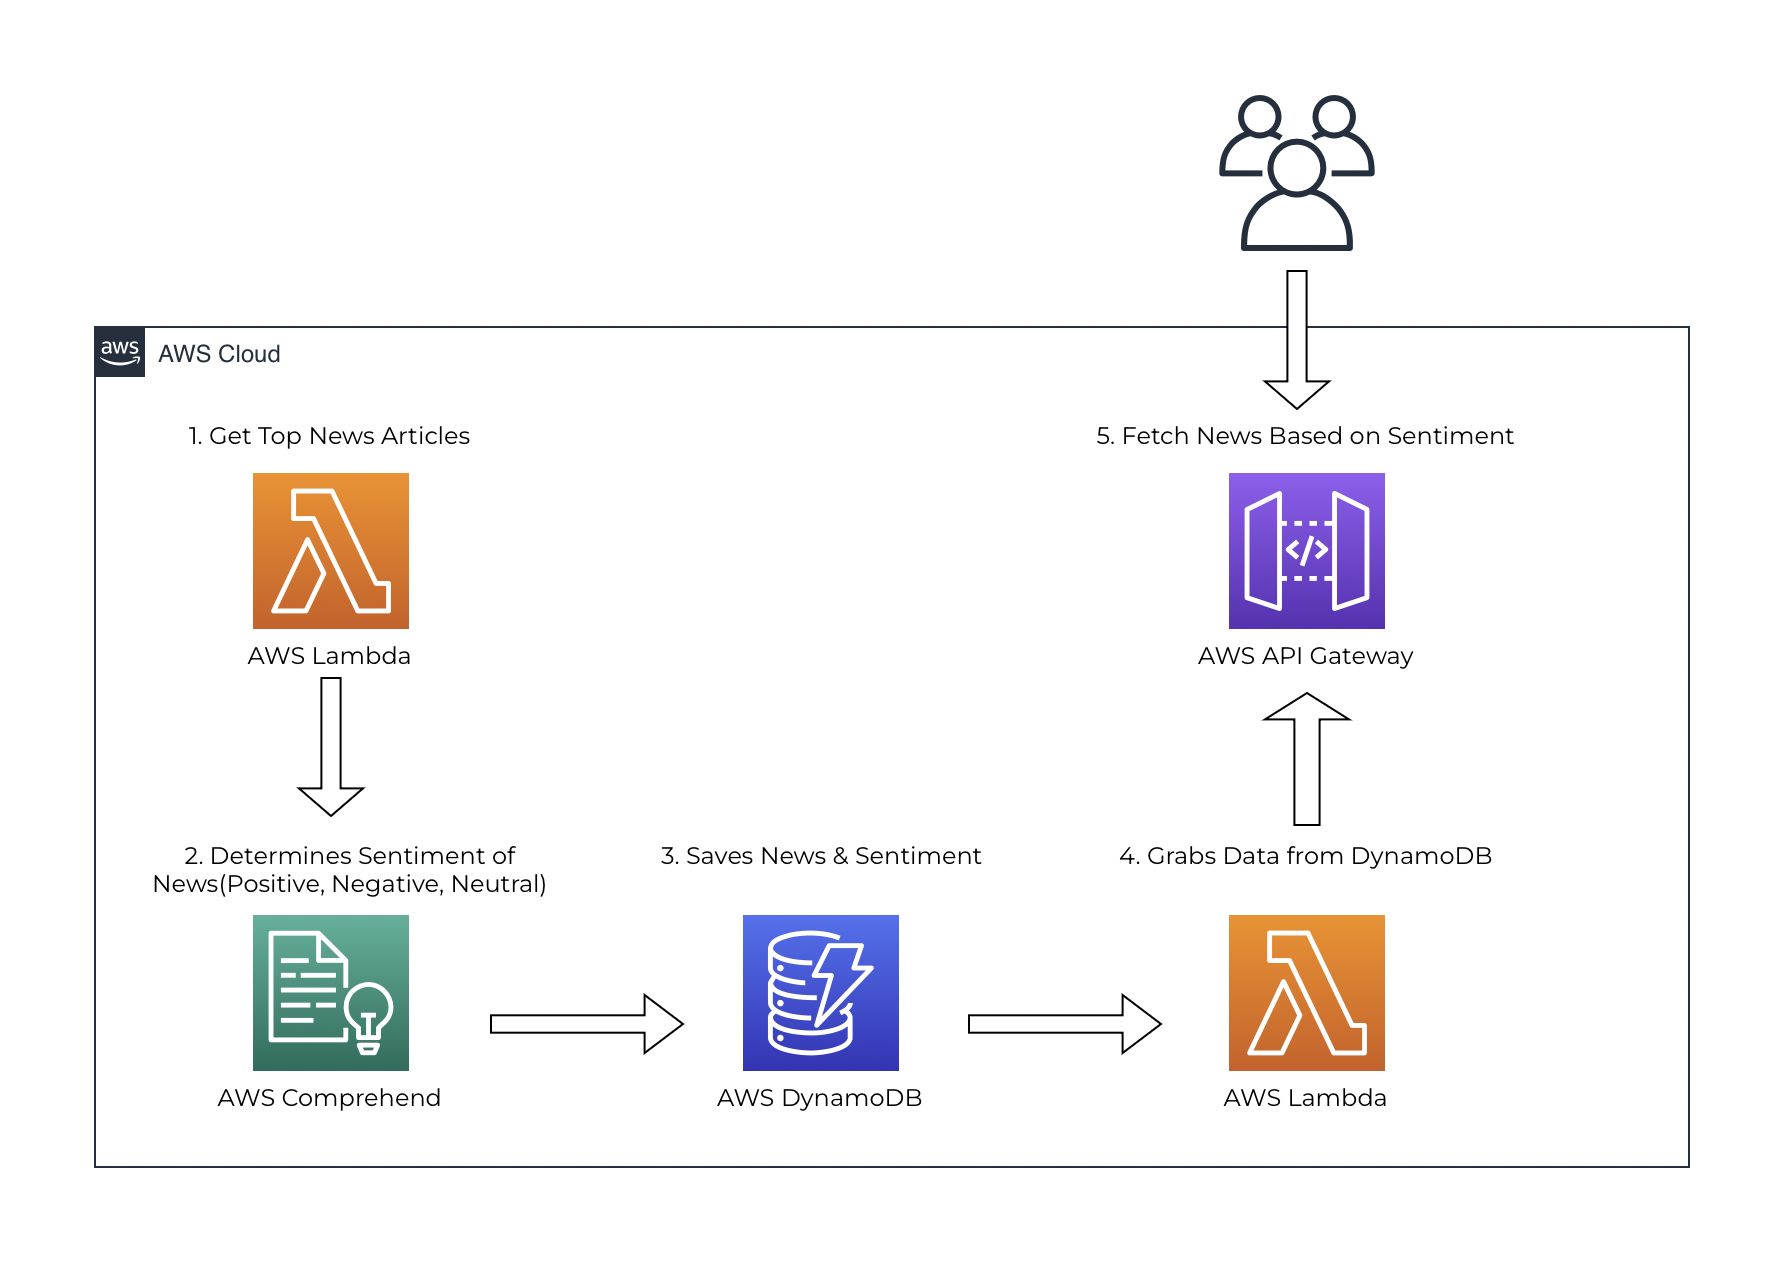 aws
AWS Cloud
1. Get Top News Articles
AWS Lambda
2. Determines Sentiment of
News(Positive, Negative, Neutral)
AWS Comprehend
3. Saves News & Sentiment
AWS DynamoDB
4. Grabs Data from DynamoDB
AWS Lambda
5. Fetch News Based on Sentiment
</>
AWS API Gateway